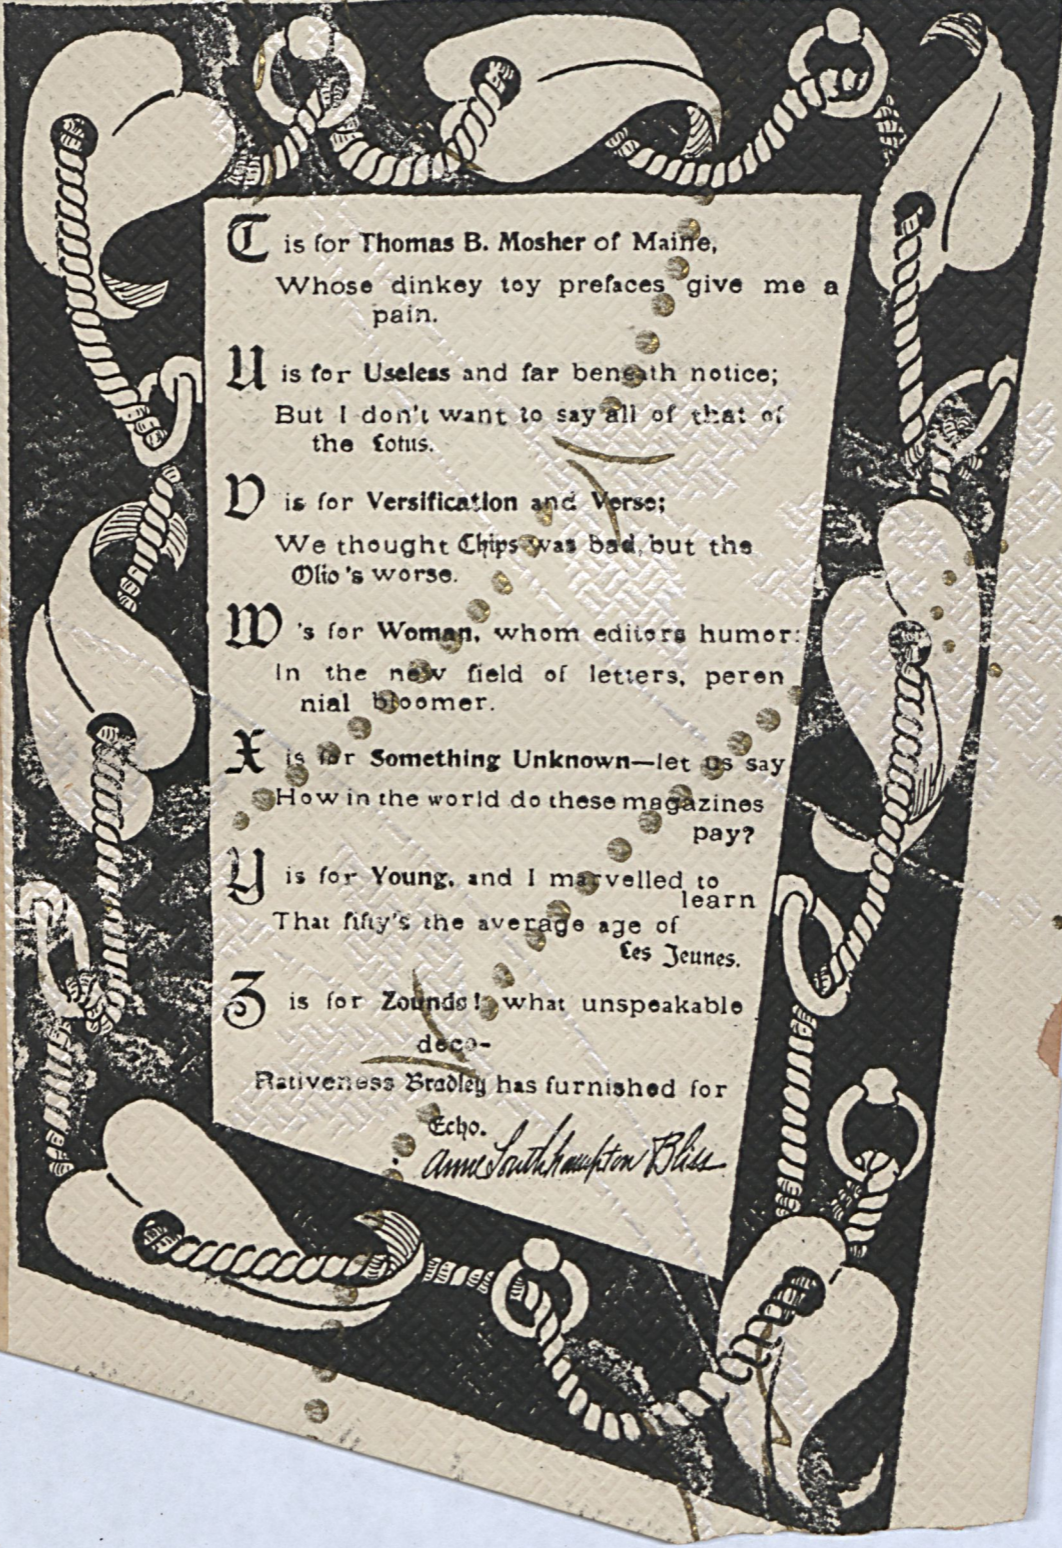 T is for Thomas B. Mosher of Maine,
Whose dinkey toy prefaces give me a
pain.
U is for Useless and far beneath notice;
But I don't want to say all of that of
the Lotus.
V is for Versification and Verse;
We thought Chips was bad, but the
Olio's worse.
W 's for Woman, whom editors humor:
In the new field of letters, peren
nial bloomer.
X is for Something Unknown—let us say
How in the world do these magazines
pay?
Y is for Young, and I marvelled to
learn
That fifty's the average age of
Les Jeunes.
Z is for Zounds! what unspeakable
deco-
Rativeness Bradley has furnished for
Echo.
Anne Southhampton Bliss